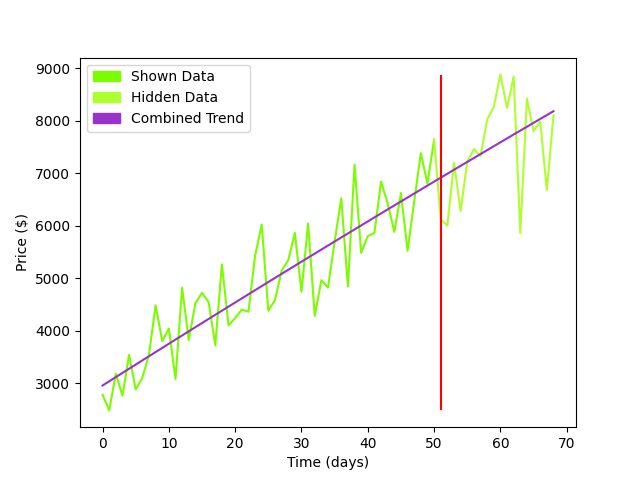 Shown Data
Hidden Data
Combined Trend
9000
8000
7000
6000
5000
4000
3000
Price ($)
0 10 20 30 40 50 60 70
Time (days)